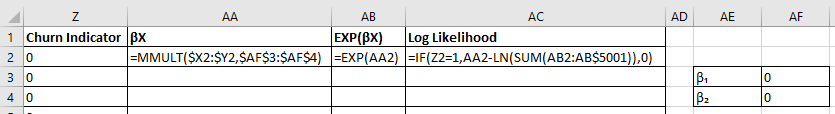 Z AA AB AC AD AE AF
1 Churn Indicator βX EXP(βX) Log Likelihood
2 0 =MMULT($X2:$Y2,$AF$3:$AF$4) =EXP(AA2) =IF(Z2=1,AA2-LN(SUM(AB2:AB$5001)),0)
3 0 β₁ 0
4 0 β₂ 0